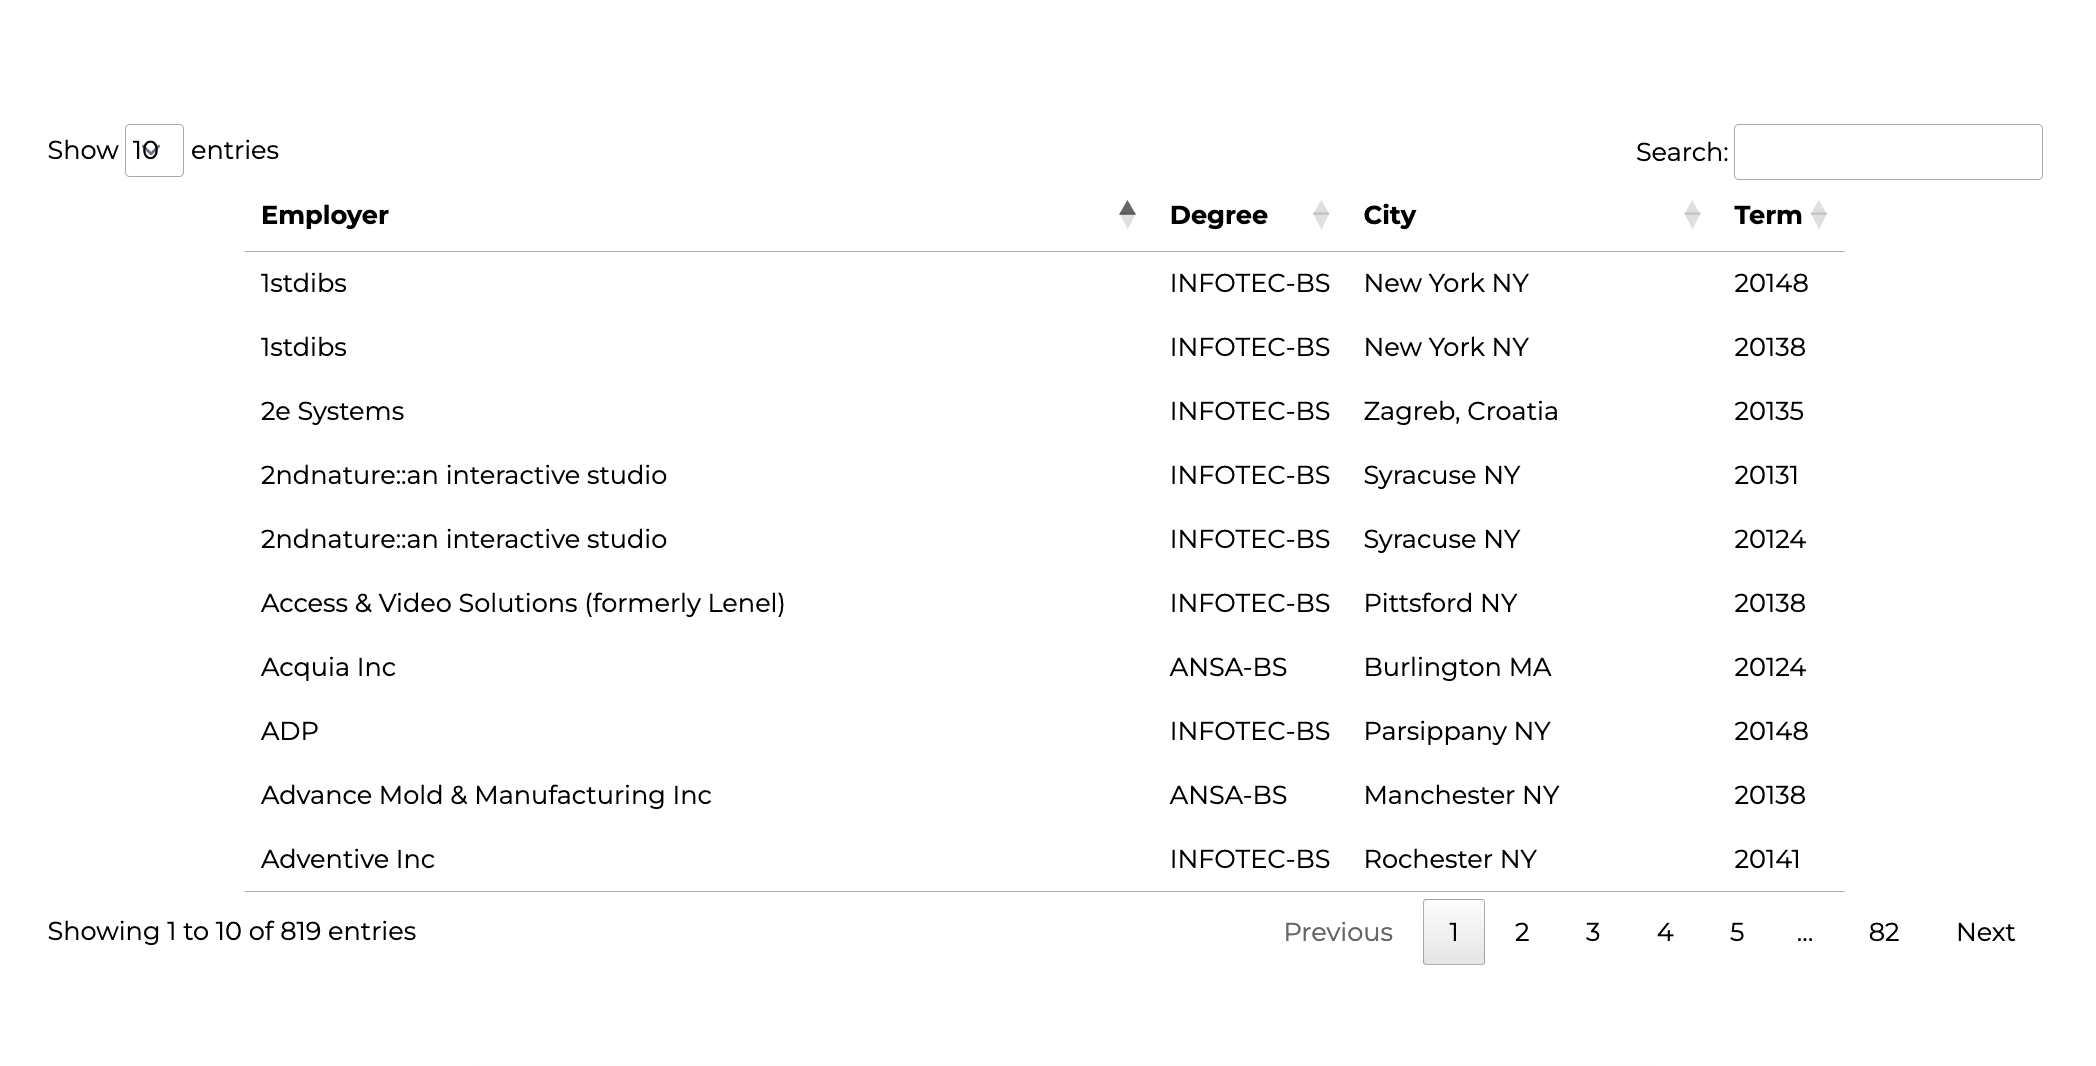 Show 10 entries Search:
Employer Degree City Term
1stdibs INFOTEC-BS New York NY 20148
1stdibs INFOTEC-BS New York NY 20138
2e Systems INFOTEC-BS Zagreb, Croatia 20135
2ndnature::an interactive studio INFOTEC-BS Syracuse NY 20131
2ndnature::an interactive studio INFOTEC-BS Syracuse NY 20124
Access & Video Solutions (formerly Lenel) INFOTEC-BS Pittsford NY 20138
Acquia Inc ANSA-BS Burlington MA 20124
ADP INFOTEC-BS Parsippany NY 20148
Advance Mold & Manufacturing Inc ANSA-BS Manchester NY 20138
Adventive Inc INFOTEC-BS Rochester NY 20141
Showing 1 to 10 of 819 entries Previous 1 2 3 4 5 ... 82 Next